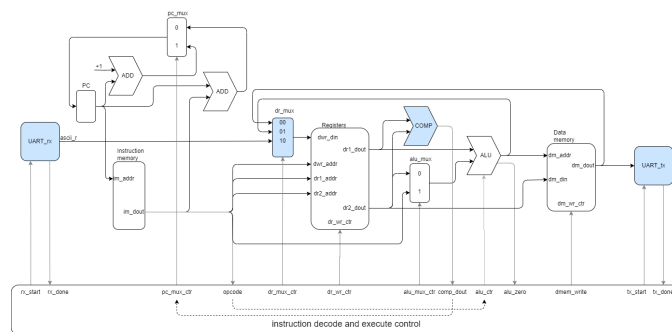 pc_mux
0
1
+1
ADD
ADD
PC
dr_mux
00
01
10
Registers
dwr_din
dr1_dout
dwr_addr
dr1_addr
dr2_addr
dr2_dout
dr_wr_ctr
COMP
alu_mux
0
1
ALU
Data
memory
dm_addr
dm_dout
dm_din
dm_wr_ctr
UART_rx
ascii_r
UART_tx
Instruction
memory
im_addr
im_dout
rx_start
rx_done
pc_mux_ctr
opcode
dr_mux_ctr
dr_wr_ctr
alu_mux_ctr
comp_dout
alu_ctr
alu_zero
dmem_write
tx_start
tx_done
instruction decode and execute control